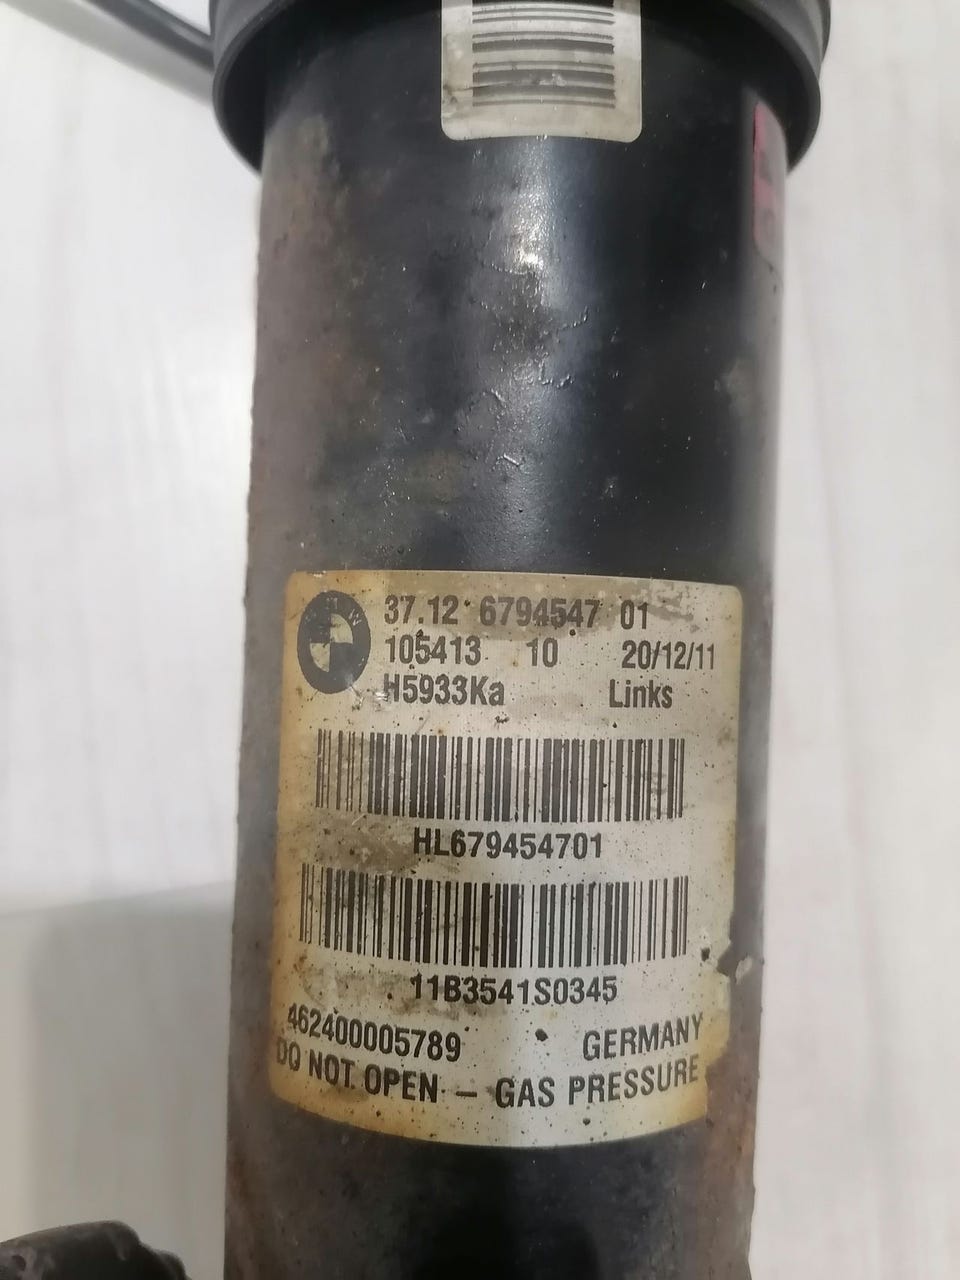 37.12 6794547 01
105413 10 20/12/11
H5933Ka Links
HL679454701
11B3541S0345
462400005789 GERMANY
DO NOT OPEN - GAS PRESSURE